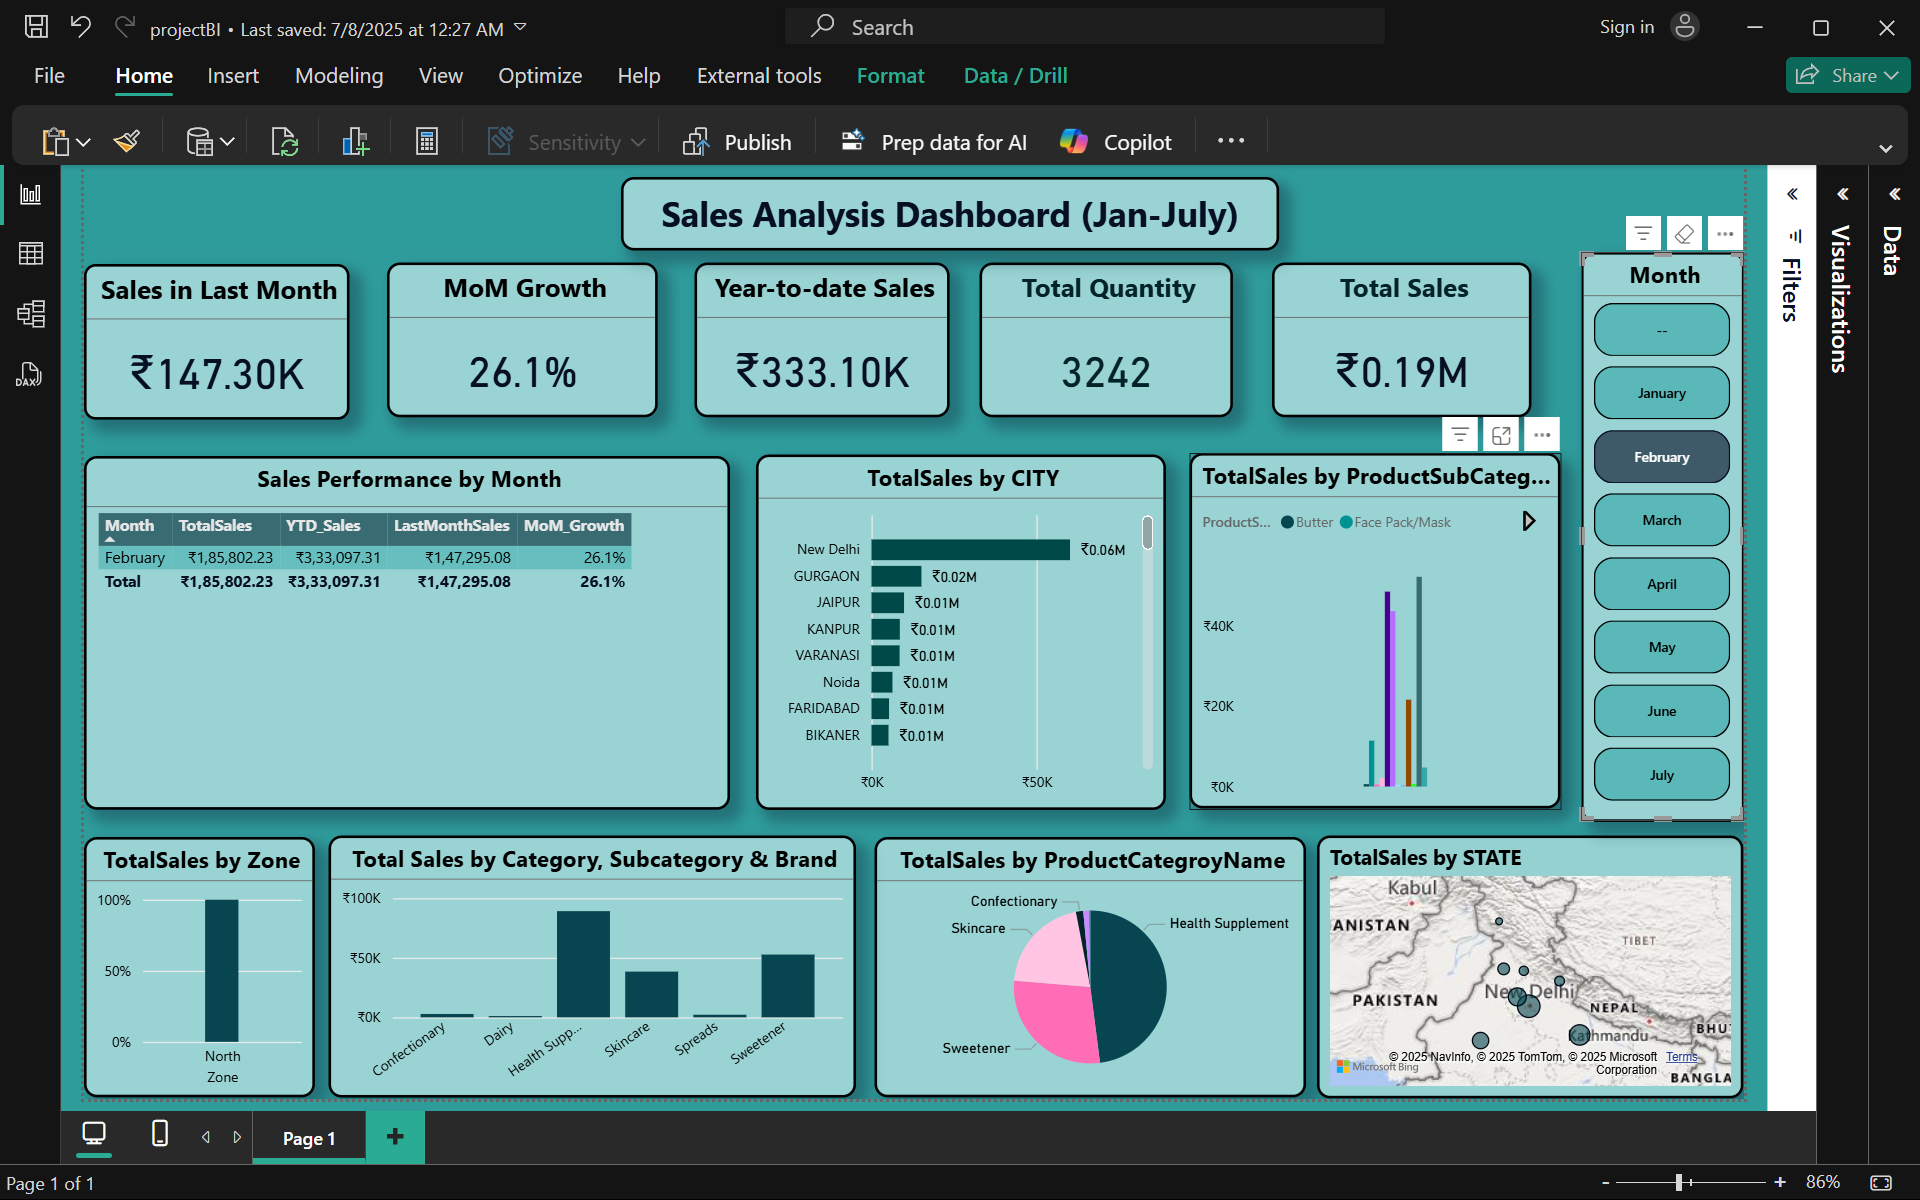 projectBI • Last saved: 7/8/2025 at 12:27 AM
Search
Sign in
File Home Insert Modeling View Optimize Help External tools Format Data / Drill
Share
Sensitivity Publish Prep data for AI Copilot
Sales Analysis Dashboard (Jan-July)
Sales in Last Month
₹147.30K
MoM Growth
26.1%
Year-to-date Sales
₹333.10K
Total Quantity
3242
Total Sales
₹0.19M
Month
--
January
February
March
April
May
June
July
Filters
Visualizations
Data
DAX
Sales Performance by Month
Month TotalSales YTD_Sales LastMonthSales MoM_Growth
February ₹1,85,802.23 ₹3,33,097.31 ₹1,47,295.08 26.1%
Total ₹1,85,802.23 ₹3,33,097.31 ₹1,47,295.08 26.1%
TotalSales by CITY
New Delhi ₹0.06M
GURGAON ₹0.02M
JAIPUR ₹0.01M
KANPUR ₹0.01M
VARANASI ₹0.01M
Noida ₹0.01M
FARIDABAD ₹0.01M
BIKANER ₹0.01M
₹0K ₹50K
TotalSales by ProductSubCateg...
ProductS... Butter Face Pack/Mask
₹40K
₹20K
₹0K
TotalSales by Zone
100%
50%
0%
North
Zone
Total Sales by Category, Subcategory & Brand
₹100K
₹50K
₹0K
Confectionary
Dairy
Health Supp...
Skincare
Spreads
Sweetener
TotalSales by ProductCategroyName
Confectionary
Skincare
Health Supplement
Sweetener
TotalSales by STATE
Kabul
ANISTAN
TIBET
PAKISTAN
New Delhi
NEPAL
Kathmandu
BHU
BANGLA
© 2025 NavInfo, © 2025 TomTom, © 2025 Microsoft Corporation Terms
Microsoft Bing
Page 1
Page 1 of 1
- + 86%